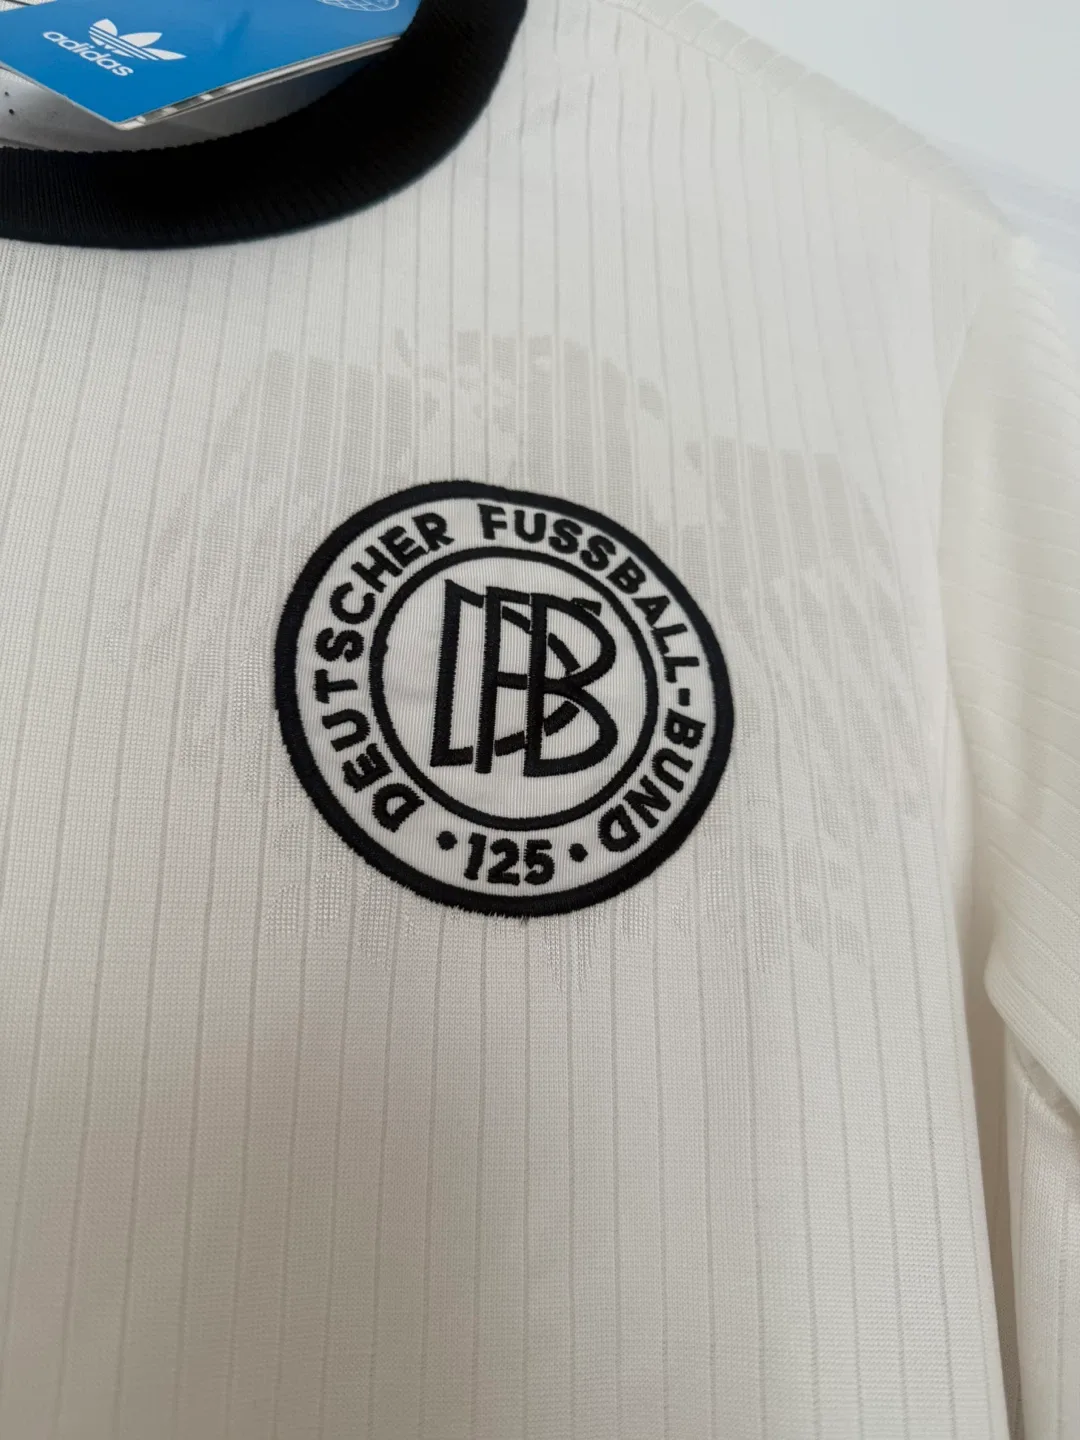 adidas
DEUTSCHER FUSSBALL-BUND
DFB
• 125 •